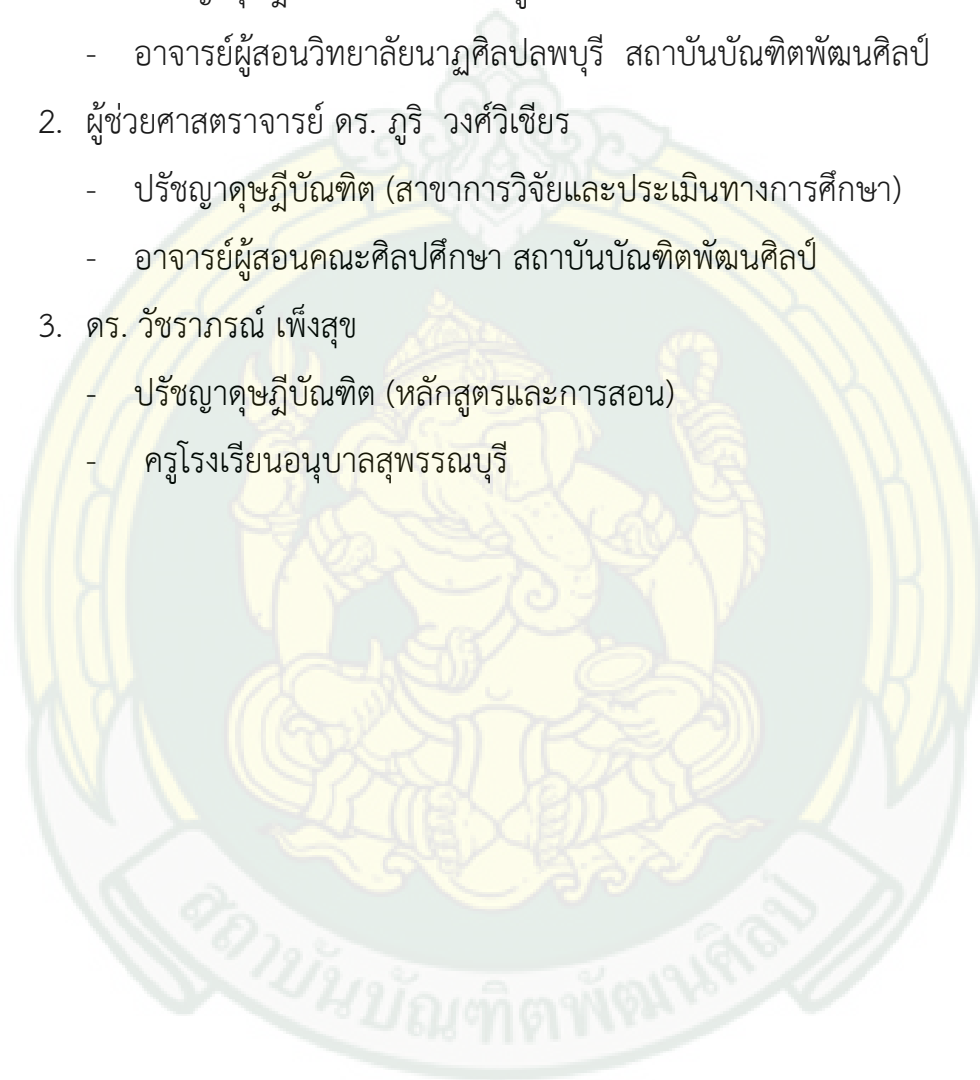 - อาจารย์ผู้สอนวิทยาลัยนาฏศิลปลพบุรี สถาบันบัณฑิตพัฒนศิลป์
2. ผู้ช่วยศาสตราจารย์ ดร. ภูริ วงศ์วิเชียร
- ปรัชญาดุษฎีบัณฑิต (สาขาการวิจัยและประเมินทางการศึกษา)
- อาจารย์ผู้สอนคณะศิลปศึกษา สถาบันบัณฑิตพัฒนศิลป์
3. ดร. วัชราภรณ์ เพ็งสุข
- ปรัชญาดุษฎีบัณฑิต (หลักสูตรและการสอน)
- ครูโรงเรียนอนุบาลสุพรรณบุรี
สถาบันบัณฑิตพัฒนศิลป์